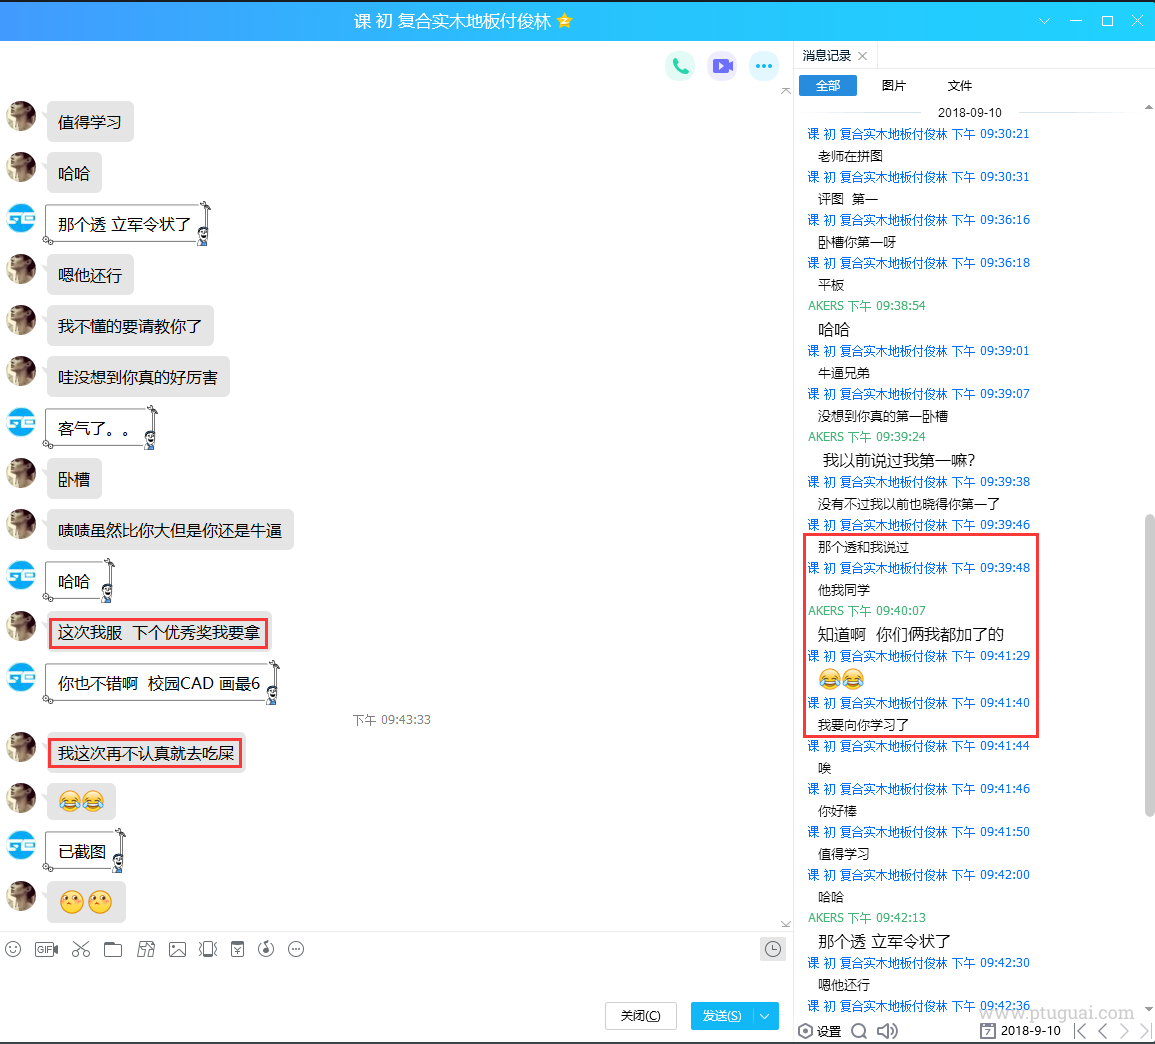 课 初 复合实木地板付俊林
值得学习
哈哈
那个透 立军令状了
嗯他还行
我不懂的要请教你了
哇没想到你真的好厉害
客气了。。
卧槽
啧啧虽然比你大但是你还是牛逼
哈哈
这次我服 下个优秀奖我要拿
你也不错啊 校园CAD 画最6
下午 09:43:33
我这次再不认真就去吃屎
😂😂
已截图
😶😶
GIF
关闭(C)
发送(S)
消息记录
全部
图片
文件
2018-09-10
课 初 复合实木地板付俊林 下午 09:30:21
老师在拼图
课 初 复合实木地板付俊林 下午 09:30:31
评图 第一
课 初 复合实木地板付俊林 下午 09:36:16
卧槽你第一呀
课 初 复合实木地板付俊林 下午 09:36:18
平板
AKERS 下午 09:38:54
哈哈
课 初 复合实木地板付俊林 下午 09:39:01
牛逼兄弟
课 初 复合实木地板付俊林 下午 09:39:07
没想到你真的第一卧槽
AKERS 下午 09:39:24
我以前说过我第一嘛?
课 初 复合实木地板付俊林 下午 09:39:38
没有不过我以前也晓得你第一了
课 初 复合实木地板付俊林 下午 09:39:46
那个透和我说过
课 初 复合实木地板付俊林 下午 09:39:48
他我同学
AKERS 下午 09:40:07
知道啊 你们俩我都加了的
课 初 复合实木地板付俊林 下午 09:41:29
😂😂
课 初 复合实木地板付俊林 下午 09:41:40
我要向你学习了
课 初 复合实木地板付俊林 下午 09:41:44
唉
课 初 复合实木地板付俊林 下午 09:41:46
你好棒
课 初 复合实木地板付俊林 下午 09:41:50
值得学习
课 初 复合实木地板付俊林 下午 09:42:00
哈哈
AKERS 下午 09:42:13
那个透 立军令状了
课 初 复合实木地板付俊林 下午 09:42:30
嗯他还行
课 初 复合实木地板付俊林 下午 09:42:36
www.ptuguai.com
设置
2018-9-10